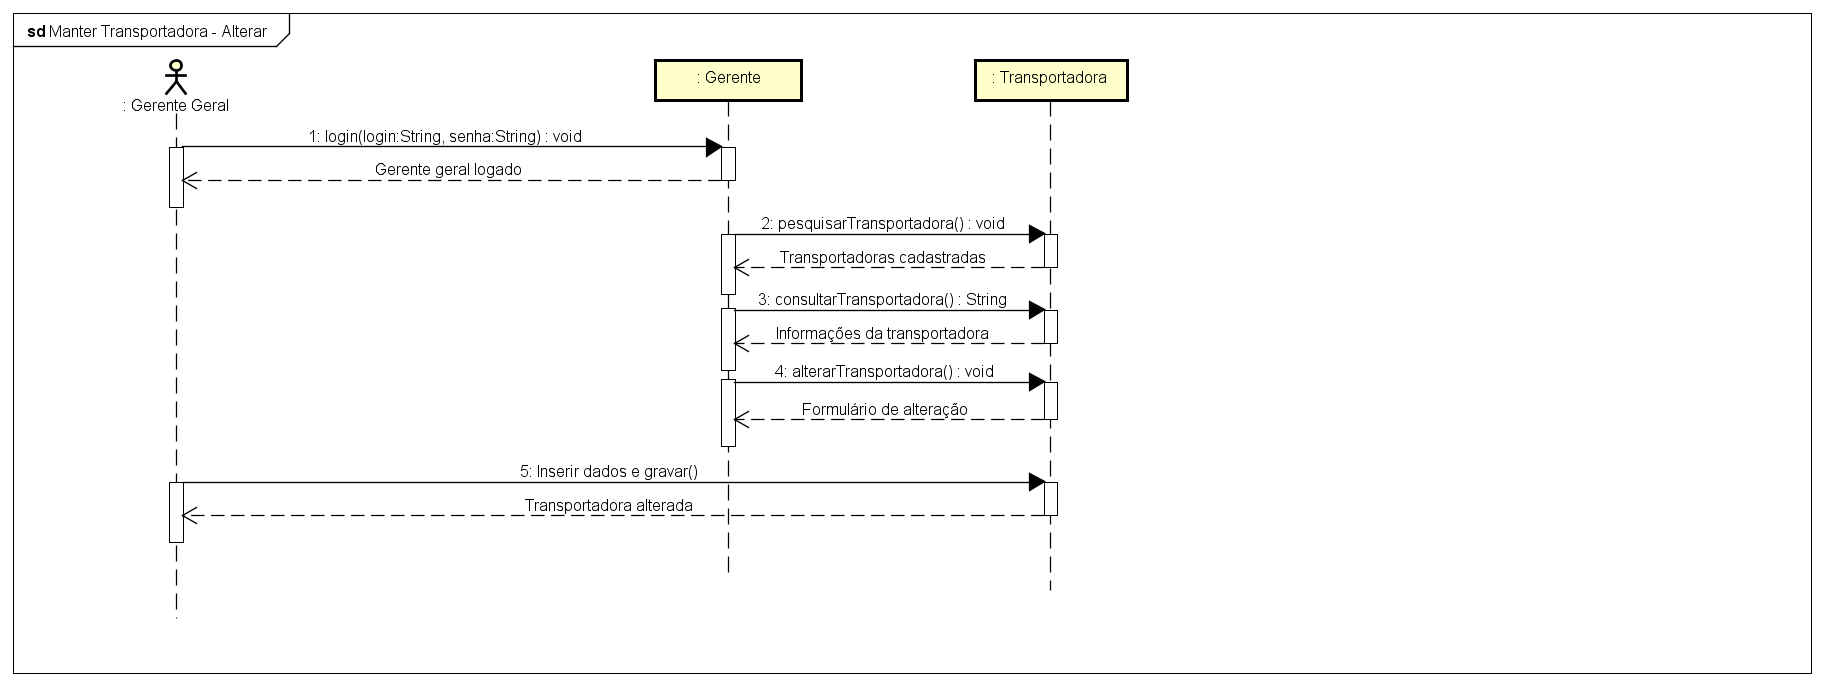 sd Manter Transportadora - Alterar
: Gerente Geral
: Gerente
: Transportadora
1: login(login:String, senha:String) : void
Gerente geral logado
2: pesquisarTransportadora() : void
Transportadoras cadastradas
3: consultarTransportadora() : String
Informações da transportadora
4: alterarTransportadora() : void
Formulário de alteração
5: Inserir dados e gravar()
Transportadora alterada